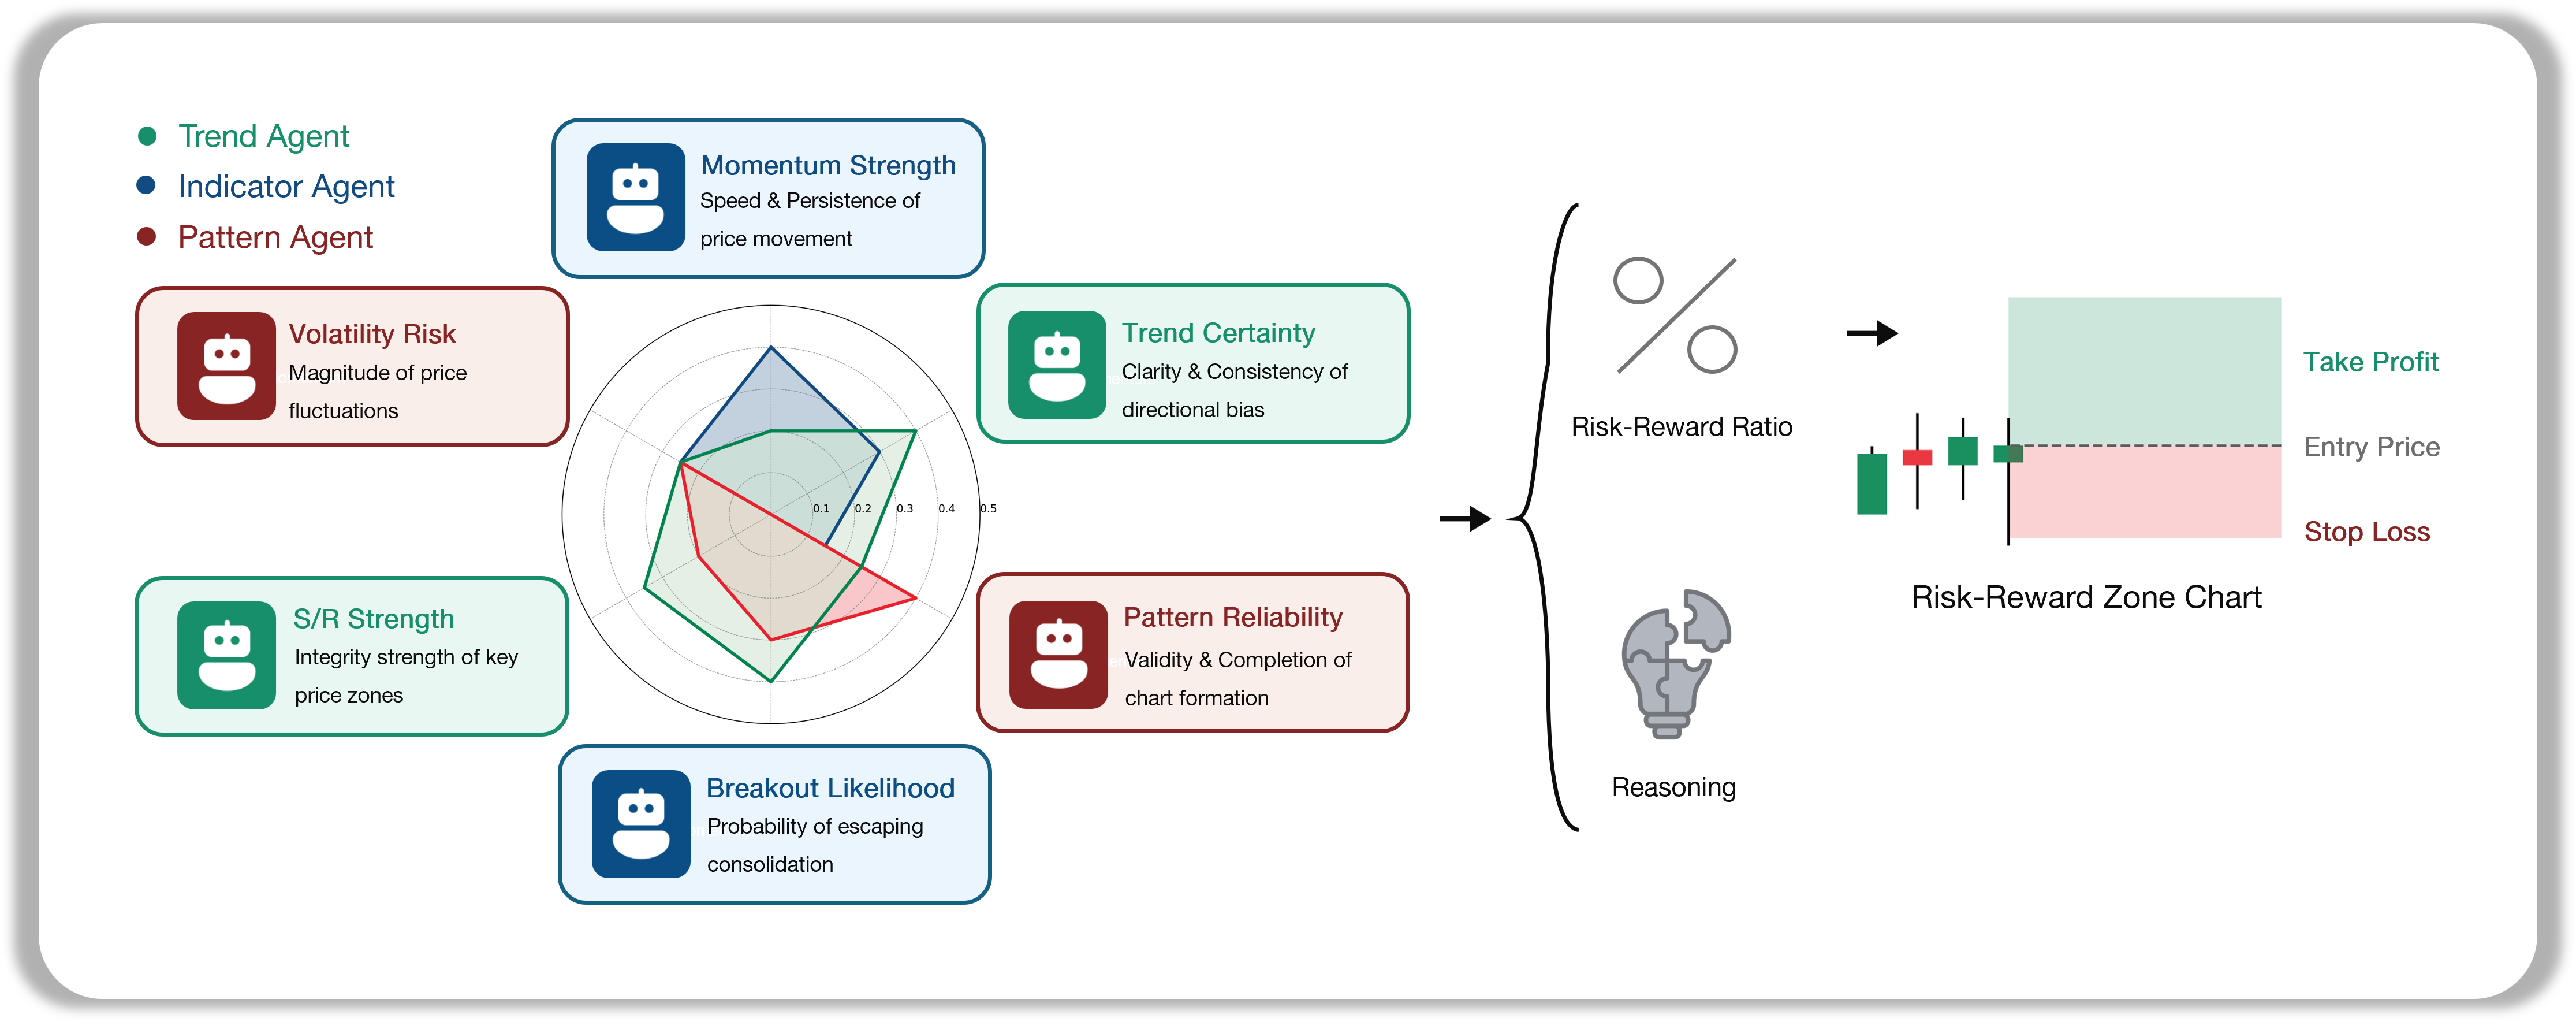 Trend Agent
Indicator Agent
Pattern Agent
Momentum Strength
Speed & Persistence of
price movement
Volatility Risk
Magnitude of price
fluctuations
Trend Certainty
Clarity & Consistency of
directional bias
0.1
0.2
0.3
0.4
0.5
S/R Strength
Integrity strength of key
price zones
Pattern Reliability
Validity & Completion of
chart formation
Breakout Likelihood
Probability of escaping
consolidation
Risk-Reward Ratio
Reasoning
Take Profit
Entry Price
Stop Loss
Risk-Reward Zone Chart